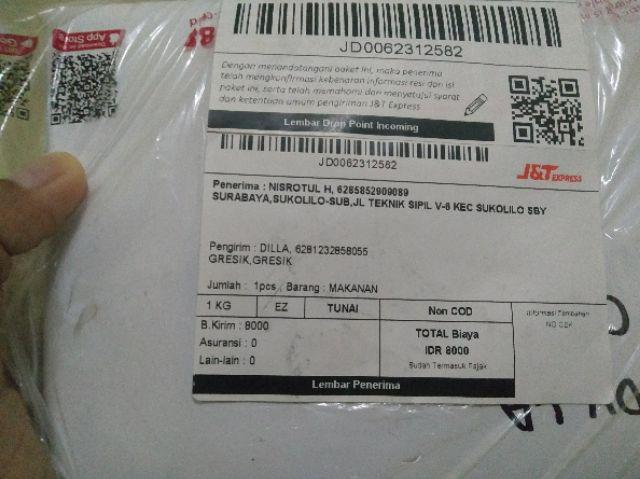 App Stor
JD0062312582
Dengan menandatangani paket ini, maka penerima
telah mengkonfirmasi kebenaran informasi resi dan isi
paket ini, serta telah memahami dan menyetujui syarat
dan ketentuan umum pengiriman J&T Express
Lembar Drop Point Incoming
JD0062312582
J&T EXPRESS
Penerima : NISROTUL H, 6285852909089
SURABAYA,SUKOLILO-SUB,JL TEKNIK SIPIL V-6 KEC SUKOLILO SBY
Pengirim : DILLA, 6281232858055
GRESIK,GRESIK
Jumlah : 1pcs Barang : MAKANAN
1 KG EZ TUNAI Non COD Informasi Tambahan
B.Kirim : 8000
Asuransi : 0
Lain-lain : 0
TOTAL Biaya
IDR 8000
Sudah Termasuk Pajak
Lembar Penerima